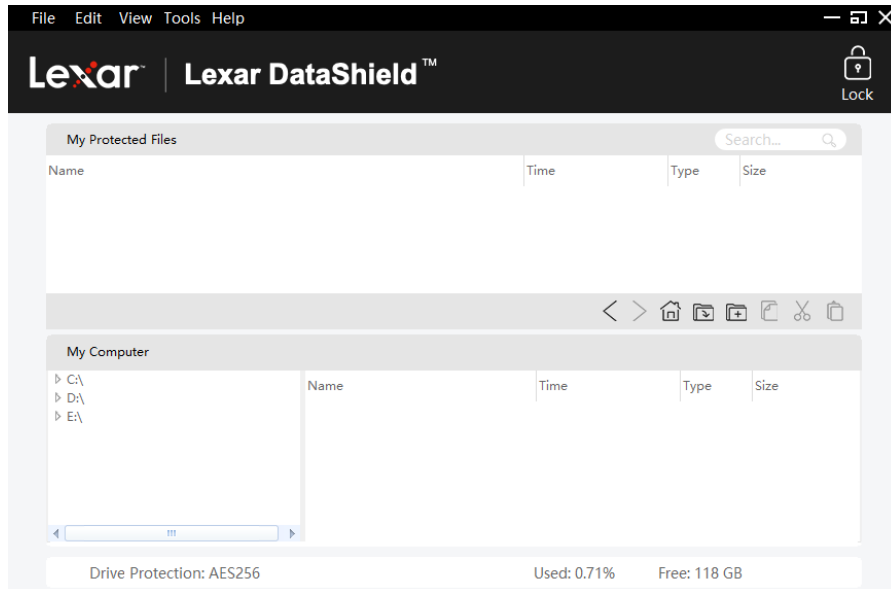 File Edit View Tools Help
Lexar™ Lexar DataShield™
Lock
My Protected Files Search...
Name Time Type Size
My Computer
C:\
D:\
E:\
Name Time Type Size
Drive Protection: AES256 Used: 0.71% Free: 118 GB